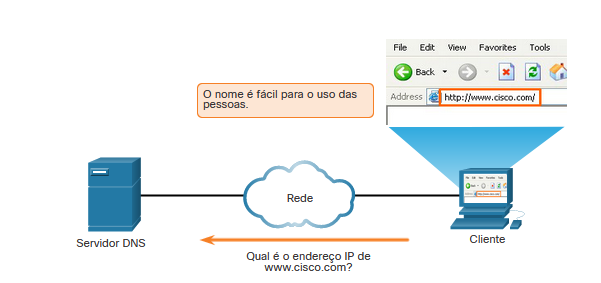 File Edit View Favorites Tools
Back
Address http://www.cisco.com/
O nome é fácil para o uso das
pessoas.
Rede
Servidor DNS
Cliente
Qual é o endereço IP de
www.cisco.com?